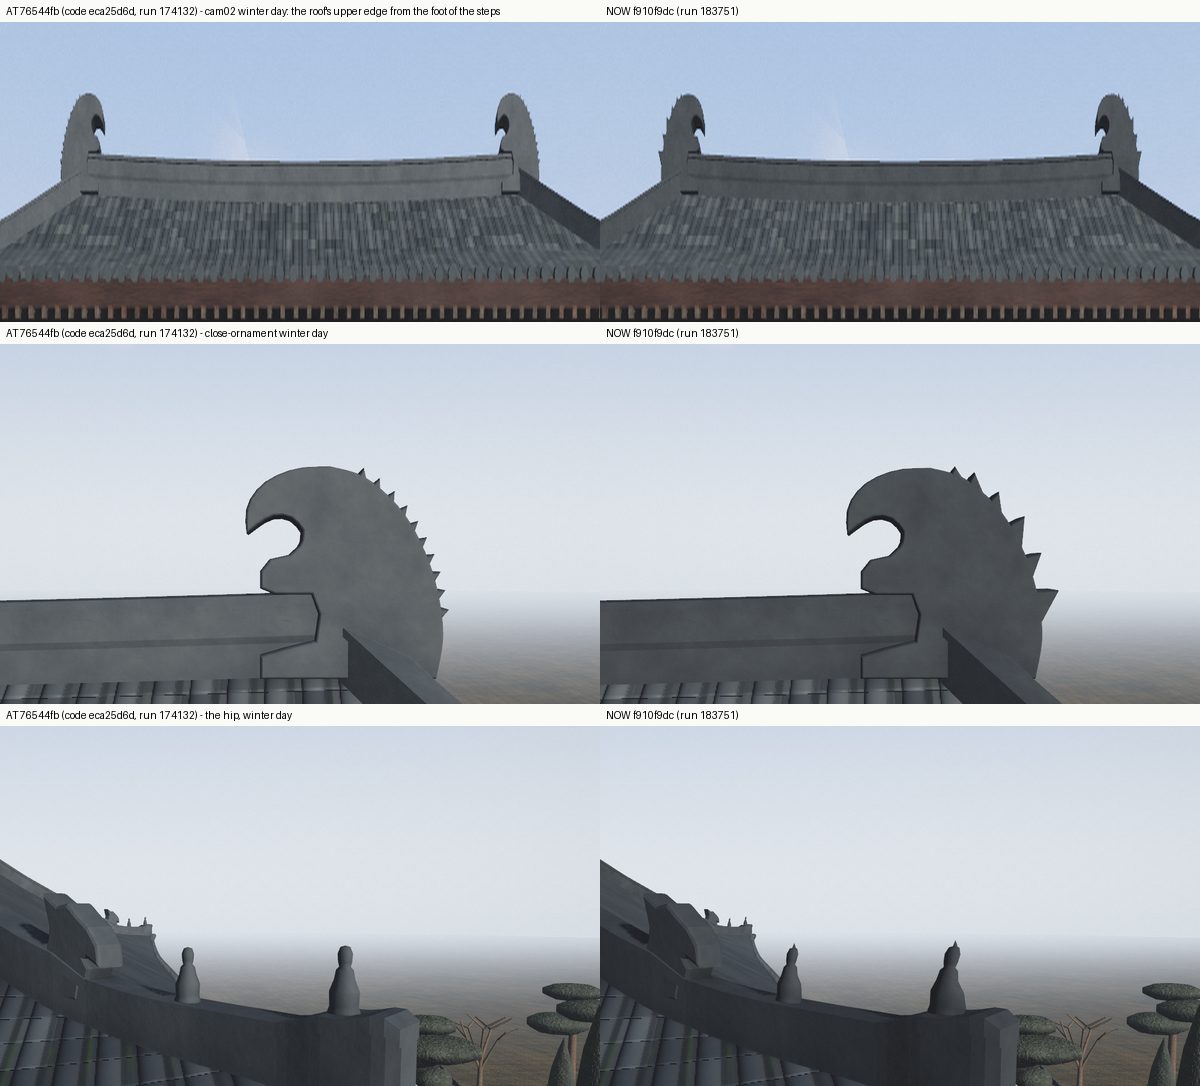 AT76544fb (code eca25d6d, run 174132) - cam02 winter day: the roof's upper edge from the foot of the steps
NOW f910f9dc (run 183751)
AT76544fb (code eca25d6d, run 174132) - close-ornament winter day
NOW f910f9dc (run 183751)
AT76544fb (code eca25d6d, run 174132) - the hip, winter day
NOW f910f9dc (run 183751)